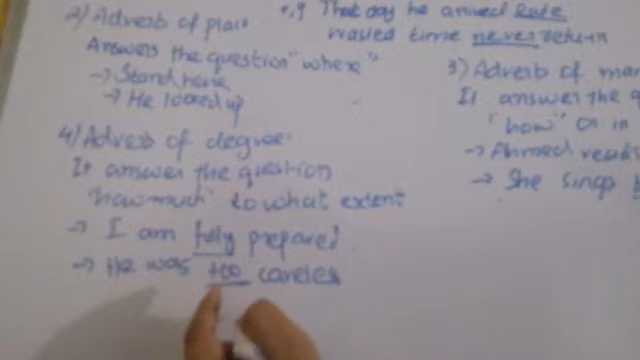 2) Adverb of place
Answers the question "where"
→ Stand here
→ He looked up
e.g That day he arrived late
wasted time never return
3) Adverb of man
It answer the q
"how" or in
→ Ahmed reads
→ She sings
4) Adverb of degree
It answer the question
"how much" to what extent
→ I am fully prepared
→ He was too careless